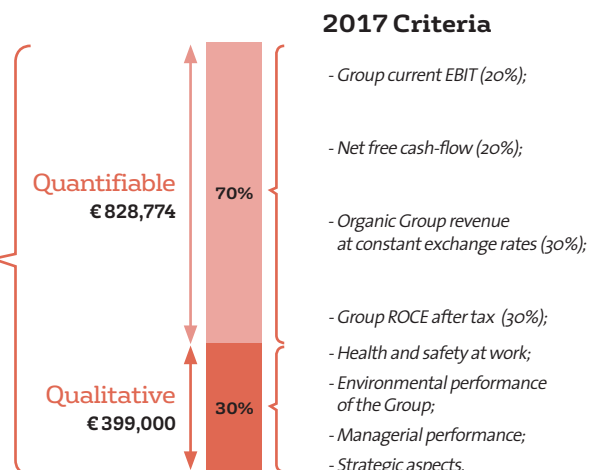 2017 Criteria
- Group current EBIT (20%);
- Net free cash-flow (20%);
Quantifiable
€ 828,774
70%
- Organic Group revenue
at constant exchange rates (30%);
- Group ROCE after tax (30%);
- Health and safety at work;
Qualitative
€ 399,000
30%
- Environmental performance
of the Group;
- Managerial performance;
- Strategic aspects.